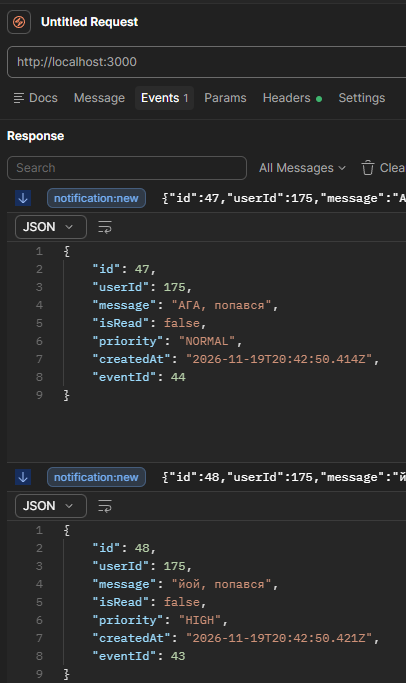 Untitled Request
http://localhost:3000
Docs Message Events 1 Params Headers Settings
Response
Search All Messages Clea
notification:new {"id":47,"userId":175,"message":"А
JSON
1 {
2 "id": 47,
3 "userId": 175,
4 "message": "АГА, попався",
5 "isRead": false,
6 "priority": "NORMAL",
7 "createdAt": "2026-11-19T20:42:50.414Z",
8 "eventId": 44
9 }
notification:new {"id":48,"userId":175,"message":"й
JSON
1 {
2 "id": 48,
3 "userId": 175,
4 "message": "йой, попався",
5 "isRead": false,
6 "priority": "HIGH",
7 "createdAt": "2026-11-19T20:42:50.421Z",
8 "eventId": 43
9 }